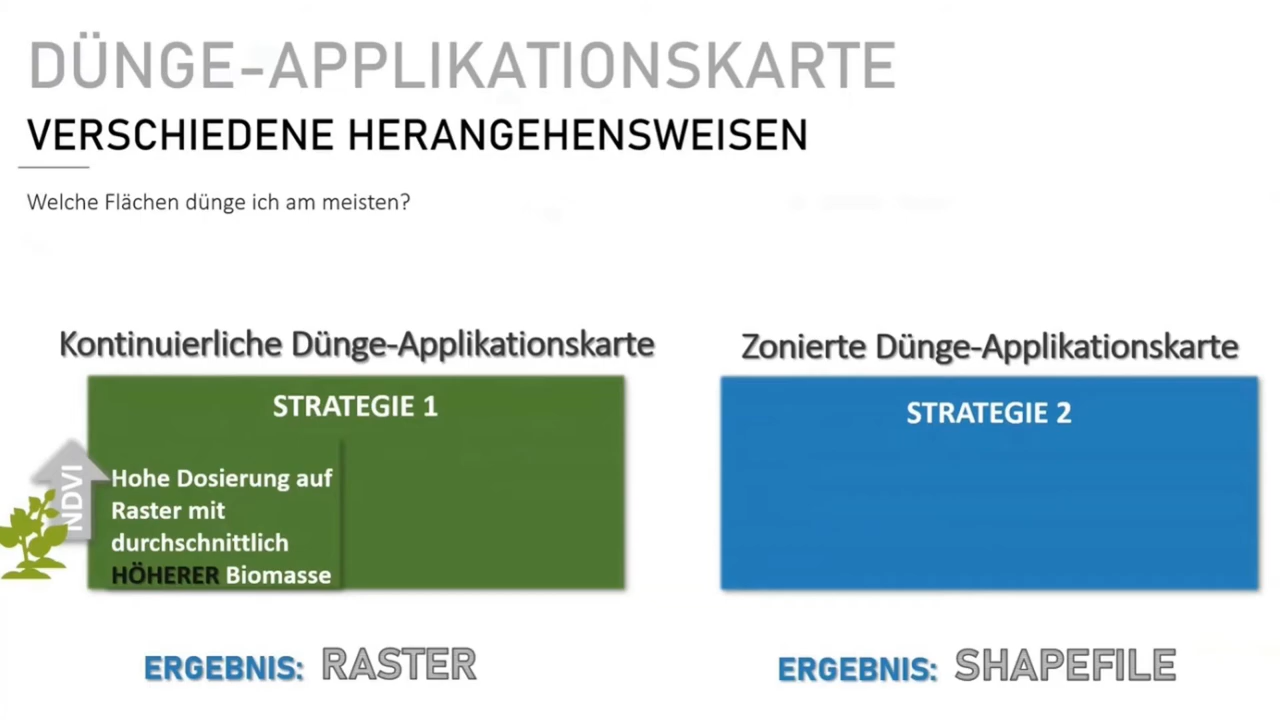 DÜNGE-APPLIKATIONSKARTE
VERSCHIEDENE HERANGEHENSWEISEN
Welche Flächen dünge ich am meisten?
Kontinuierliche Dünge-Applikationskarte
STRATEGIE 1
NDVI
Hohe Dosierung auf
Raster mit
durchschnittlich
HÖHERER Biomasse
ERGEBNIS: RASTER
Zonierte Dünge-Applikationskarte
STRATEGIE 2
ERGEBNIS: SHAPEFILE